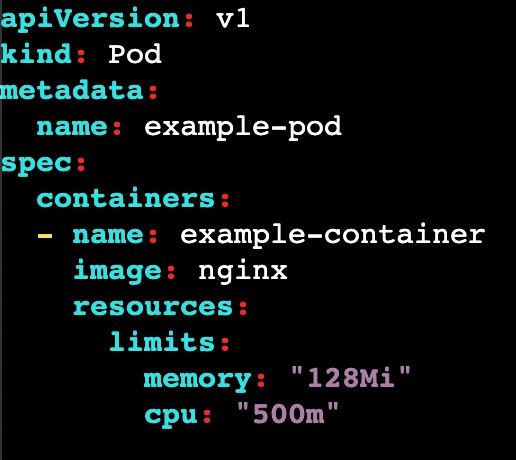 apiVersion: v1
kind: Pod
metadata:
  name: example-pod
spec:
  containers:
  - name: example-container
    image: nginx
    resources:
      limits:
        memory: "128Mi"
        cpu: "500m"